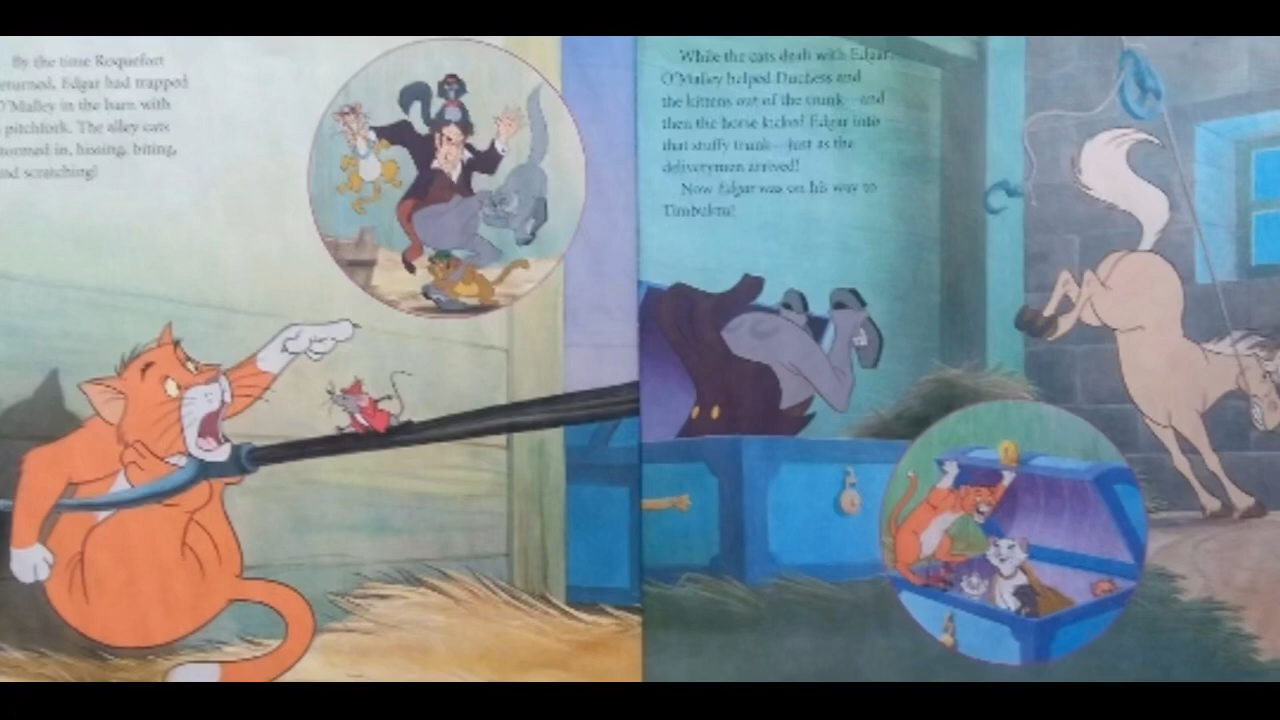 By the time Roquefort
eturned, Edgar had trapped
O'Malley in the barn with
pitchfork. The alley cats
tormed in, hissing, biting,
nd scratching!
While the cats dealt with Edgar,
O'Malley helped Duchess and
the kittens out of the trunk—and
then the horse kicked Edgar into
that stuffy trunk—just as the
deliverymen arrived!
Now Edgar was on his way to
Timbuktu!